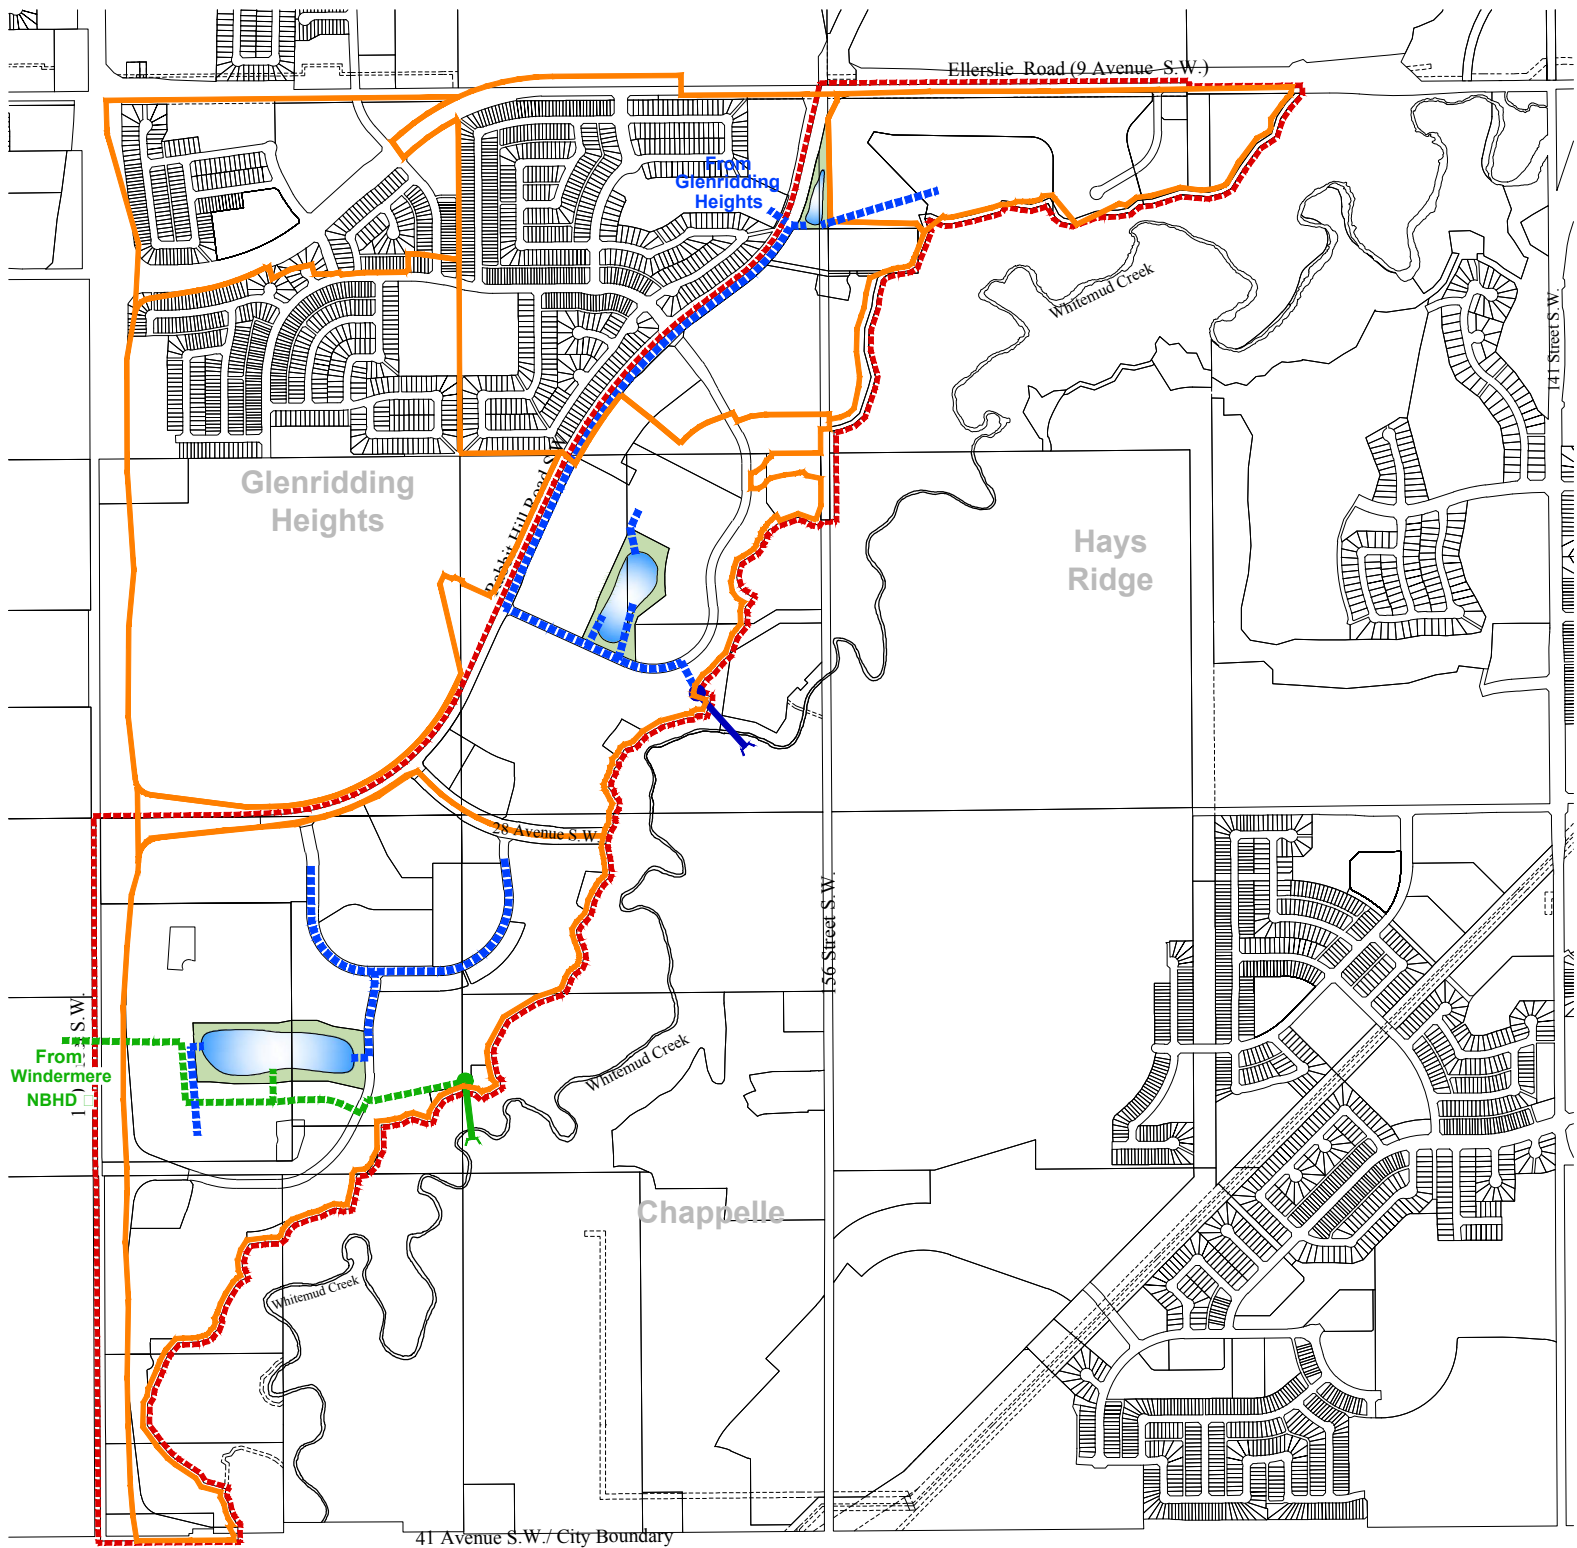 Ellerslie Road (9 Avenue S.W.)
From
Glenridding
Heights
Whitemud Creek
141 Street S.W.
Glenridding
Heights
Rabbit Hill Road S.W.
Hays
Ridge
28 Avenue S.W.
156 Street S.W.
S.W.
From
Windermere
NBHD
Whitemud Creek
Chappelle
Whitemud Creek
41 Avenue S.W./ City Boundary